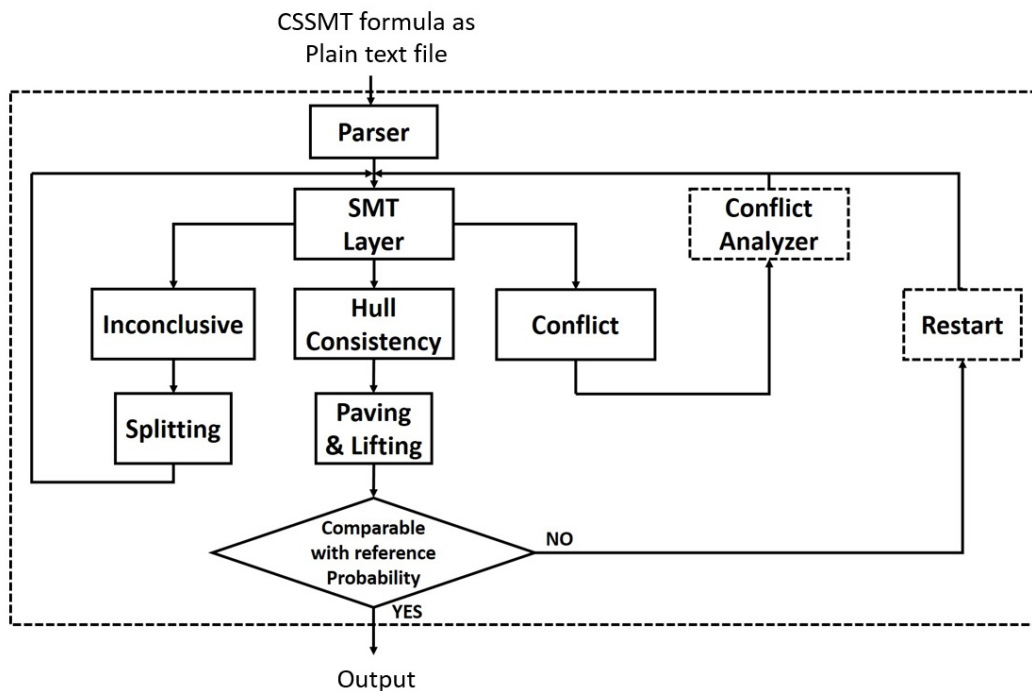 CSSMT formula as
Plain text file
Parser
SMT
Layer
Conflict
Analyzer
Inconclusive
Hull
Consistency
Conflict
Restart
Splitting
Paving
& Lifting
Comparable
with reference
Probability
NO
YES
Output